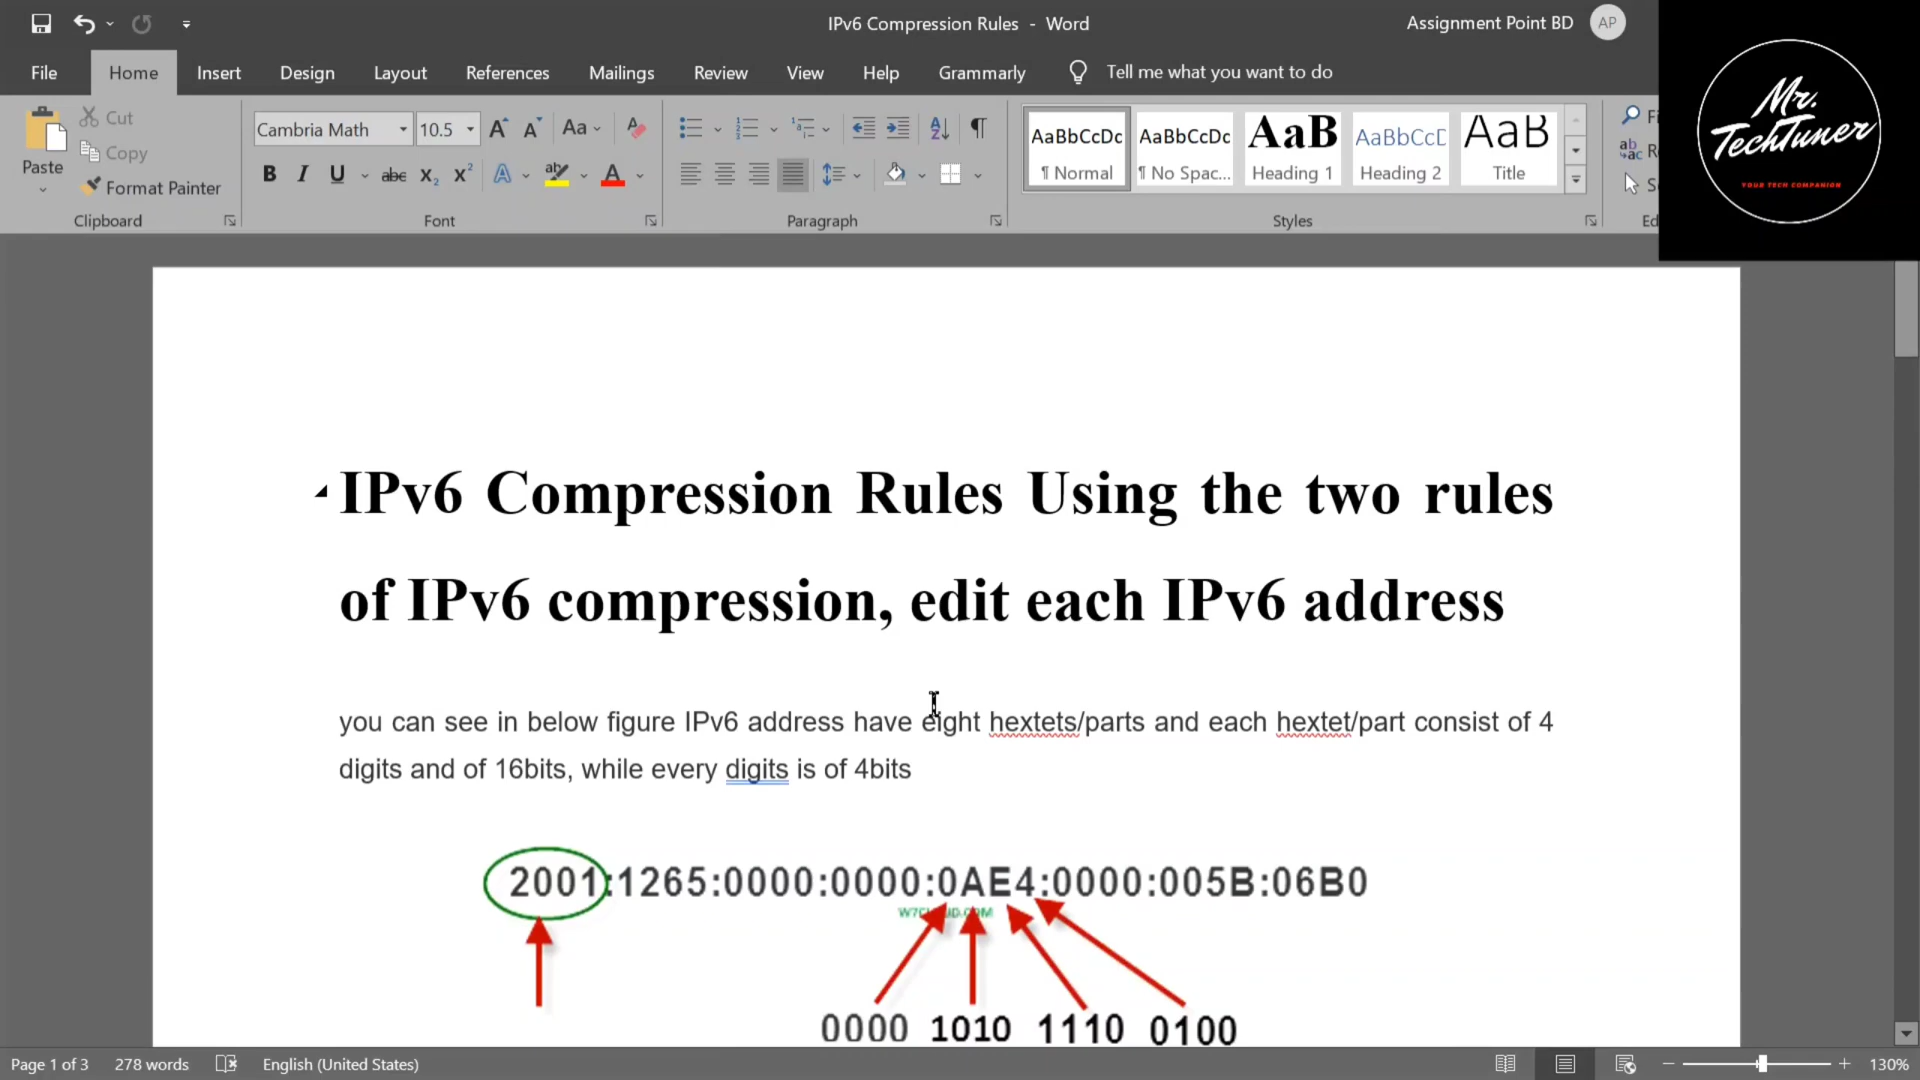 IPv6 Compression Rules - Word
Assignment Point BD AP
File Home Insert Design Layout References Mailings Review View Help Grammarly Tell me what you want to do
Mr.
TechTuner
YOUR TECH COMPANION
Paste
Cut
Copy
Format Painter
Clipboard
Cambria Math 10.5
Font
Paragraph
AaBbCcDc AaBbCcDc AaB AaBbCcD AaB
¶ Normal ¶ No Spac... Heading 1 Heading 2 Title
Styles
IPv6 Compression Rules Using the two rules
of IPv6 compression, edit each IPv6 address
you can see in below figure IPv6 address have eight hextets/parts and each hextet/part consist of 4
digits and of 16bits, while every digits is of 4bits
2001:1265:0000:0000:0AE4:0000:005B:06B0
W7CLOUD.COM
0000 1010 1110 0100
Page 1 of 3 278 words English (United States) 130%